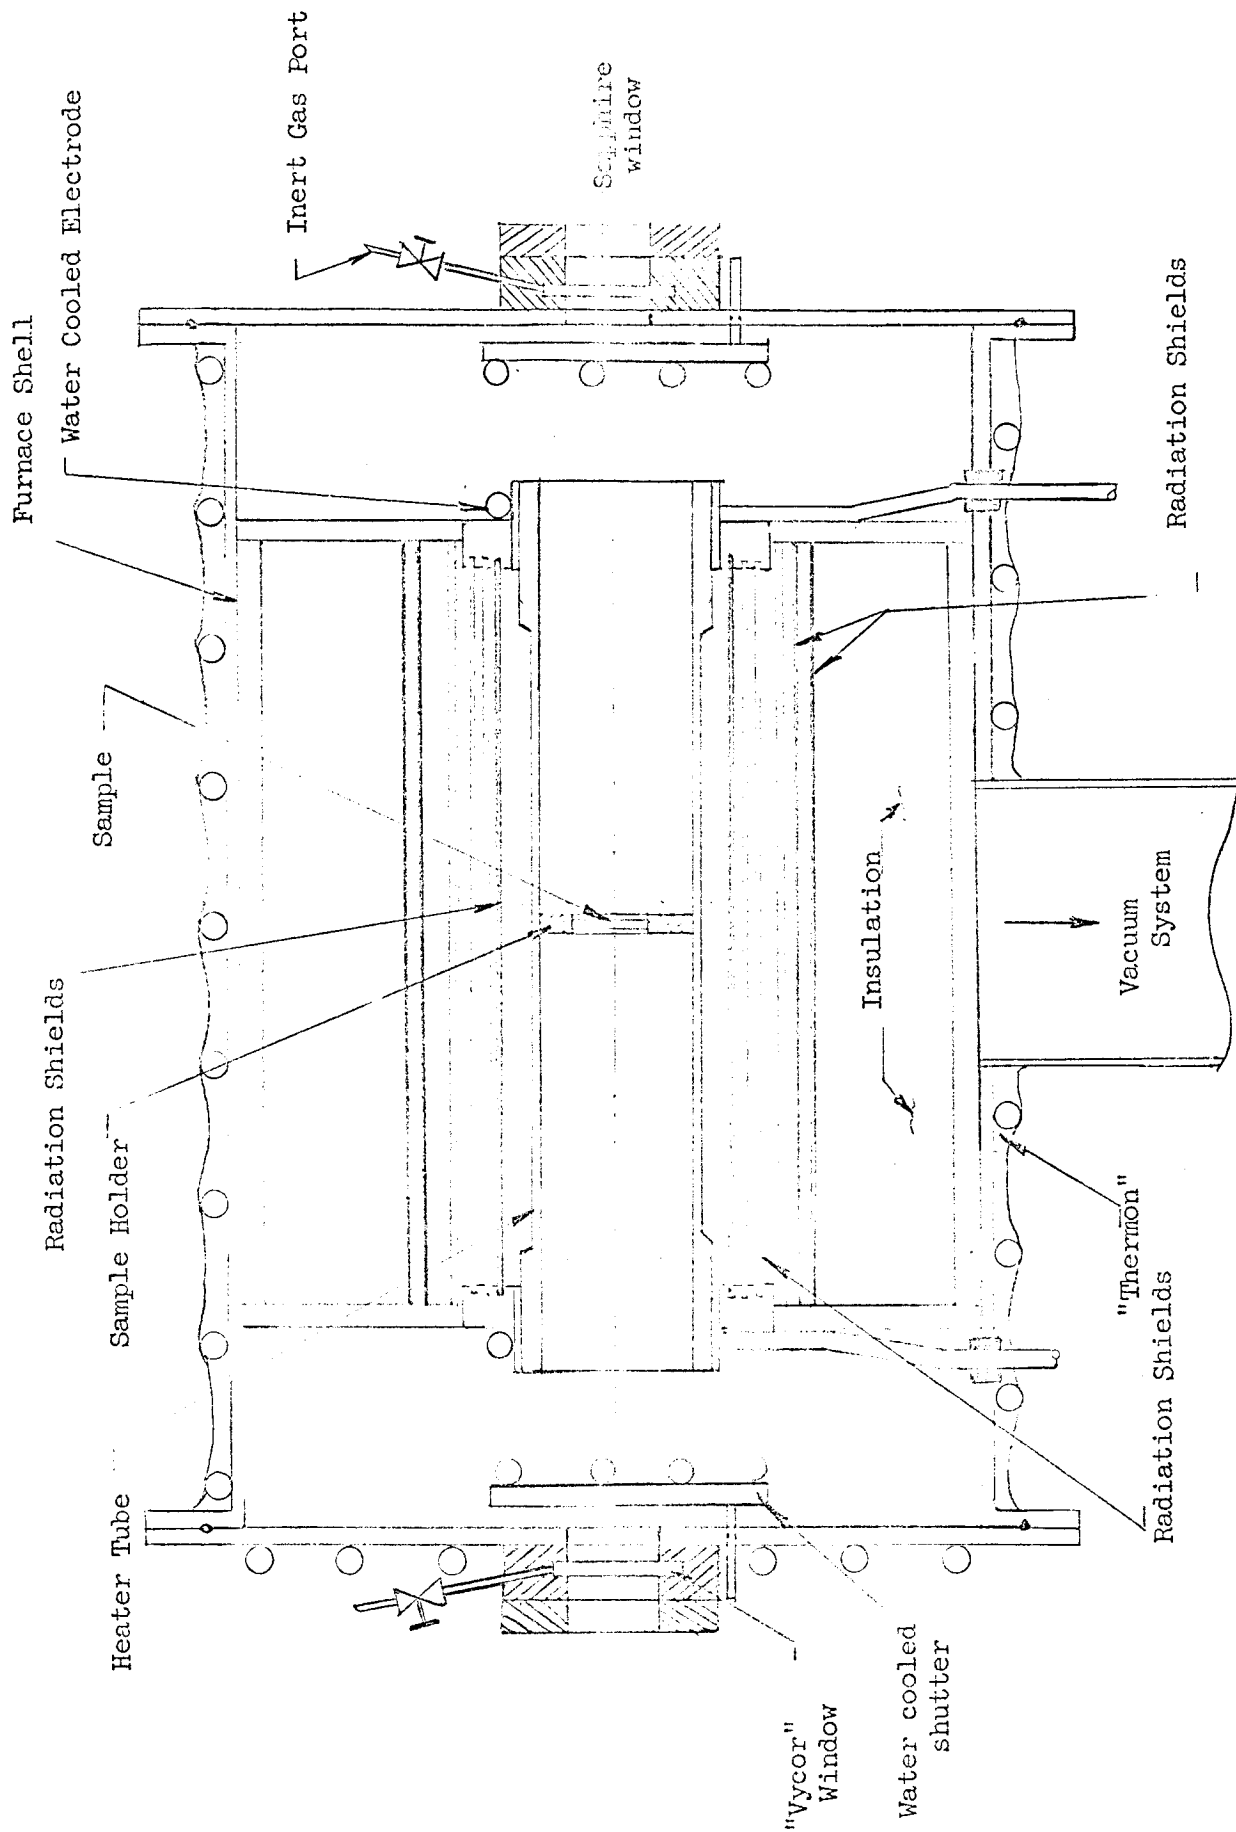 Furnace Shell
Water Cooled Electrode
Inert Gas Port
Sapphire
window
Sample
Radiation Shields
Sample Holder
Heater Tube
Insulation
Vacuum
System
Radiation Shields
"Thermon"
Radiation Shields
"Vycor"
Window
Water cooled
shutter